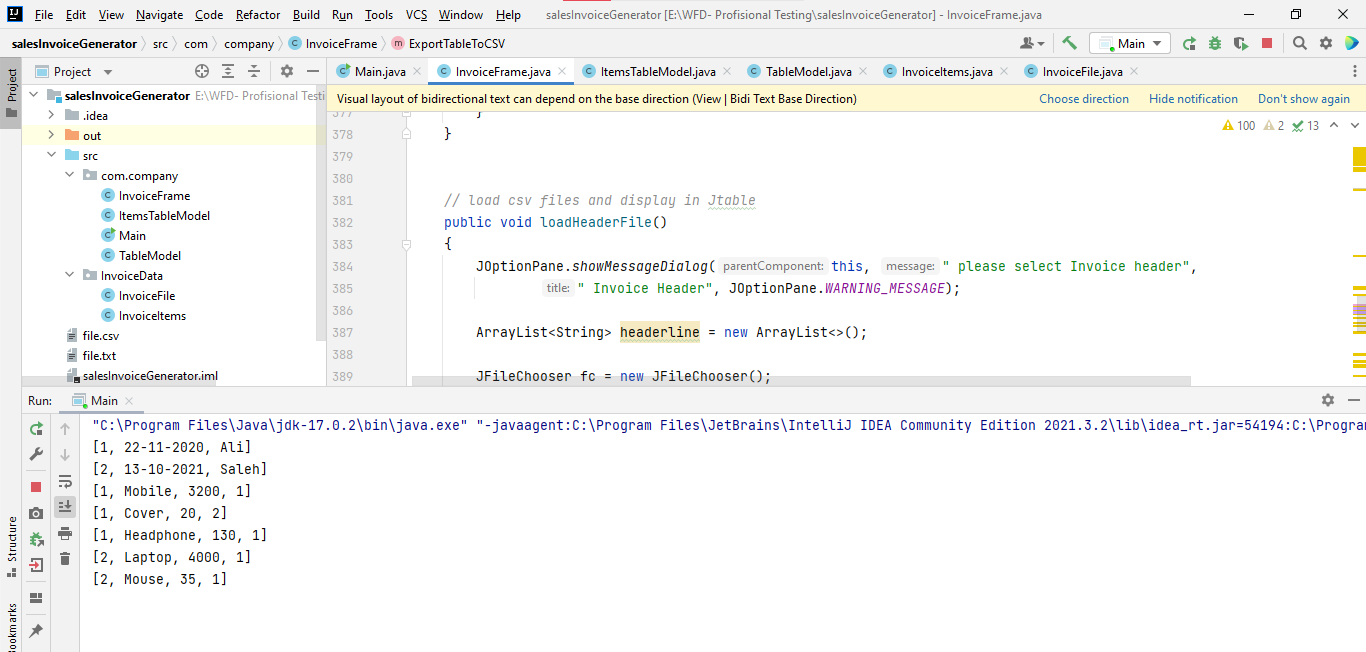 File Edit View Navigate Code Refactor Build Run Tools VCS Window Help salesInvoiceGenerator [E:\WFD- Profisional Testing\salesInvoiceGenerator] - InvoiceFrame.java
salesInvoiceGenerator src com company InvoiceFrame ExportTableToCSV Main
Project
Project
Main.java InvoiceFrame.java ItemsTableModel.java TableModel.java InvoiceItems.java InvoiceFile.java
salesInvoiceGenerator E:\WFD- Profisional Testi
.idea
out
src
com.company
InvoiceFrame
ItemsTableModel
Main
TableModel
InvoiceData
InvoiceFile
InvoiceItems
file.csv
file.txt
salesInvoiceGenerator.iml
Visual layout of bidirectional text can depend on the base direction (View | Bidi Text Base Direction) Choose direction Hide notification Don't show again
100 2 13
377 }
378 }
379
380
381 // load csv files and display in Jtable
382 public void loadHeaderFile()
383 {
384 JOptionPane.showMessageDialog( parentComponent: this, message: " please select Invoice header",
385 title: " Invoice Header", JOptionPane.WARNING_MESSAGE);
386
387 ArrayList<String> headerline = new ArrayList<>();
388
389 JFileChooser fc = new JFileChooser();
Run: Main
"C:\Program Files\Java\jdk-17.0.2\bin\java.exe" "-javaagent:C:\Program Files\JetBrains\IntelliJ IDEA Community Edition 2021.3.2\lib\idea_rt.jar=54194:C:\Program
[1, 22-11-2020, Ali]
[2, 13-10-2021, Saleh]
[1, Mobile, 3200, 1]
[1, Cover, 20, 2]
[1, Headphone, 130, 1]
[2, Laptop, 4000, 1]
[2, Mouse, 35, 1]
Structure
ookmarks